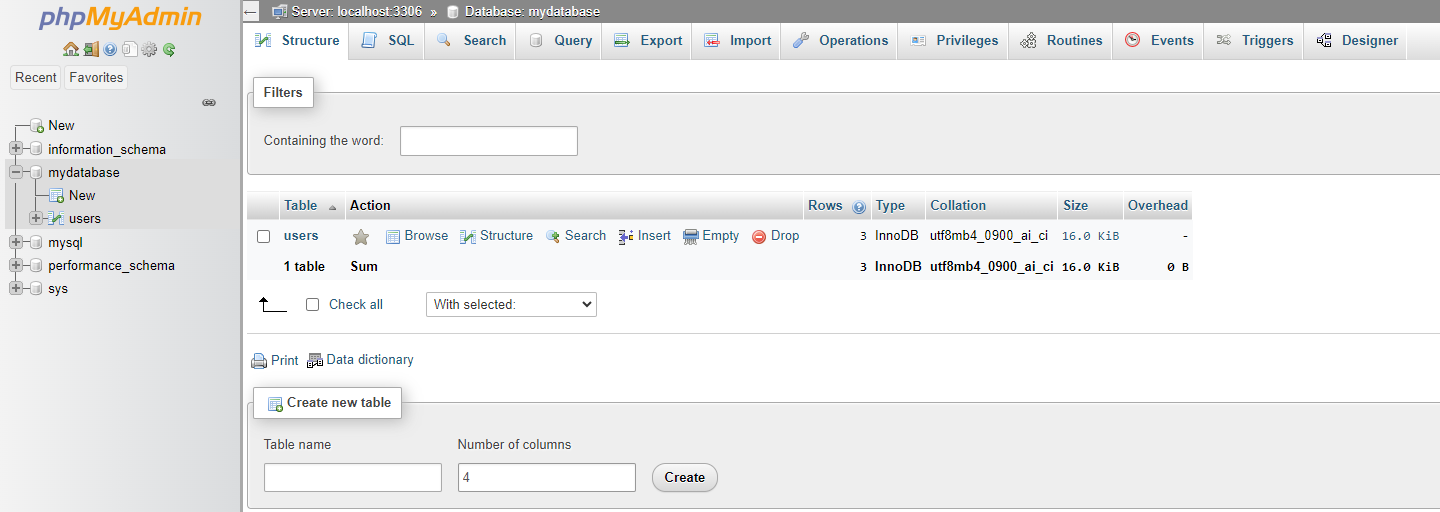 phpMyAdmin
Recent Favorites
New
information_schema
mydatabase
New
users
mysql
performance_schema
sys
← Server: localhost:3306 » Database: mydatabase
Structure SQL Search Query Export Import Operations Privileges Routines Events Triggers Designer
Filters
Containing the word:
Table Action Rows Type Collation Size Overhead
users Browse Structure Search Insert Empty Drop 3 InnoDB utf8mb4_0900_ai_ci 16.0 KiB -
1 table Sum 3 InnoDB utf8mb4_0900_ai_ci 16.0 KiB 0 B
Check all With selected:
Print Data dictionary
Create new table
Table name Number of columns
4 Create